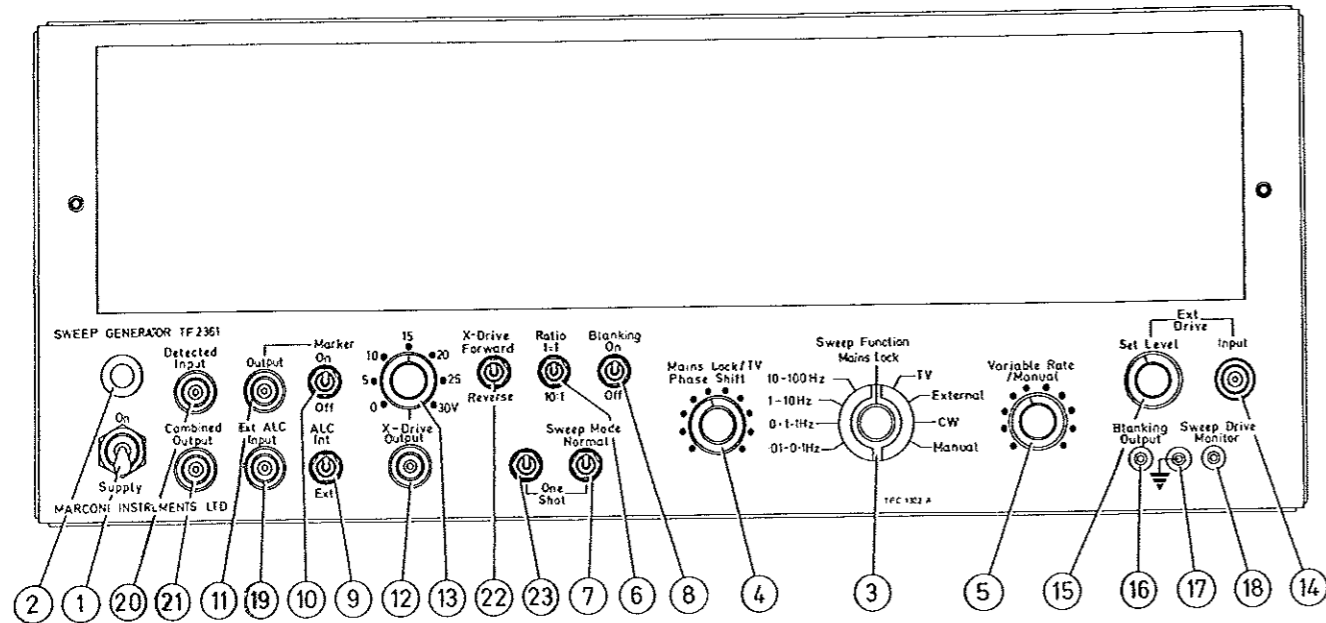 SWEEP GENERATOR TF 2361
Detected
Input
Output
Marker
On
Off
0
5
10
15
20
25
30V
X-Drive
Forward
Reverse
Ratio
1:1
10:1
Blanking
On
Off
On
Supply
Combined
Output
Ext ALC
Input
ALC
Int
Ext
X-Drive
Output
Sweep Mode
Normal
One
Shot
Mains Lock/TV
Phase Shift
Sweep Function
Mains Lock
10-100Hz
1-10Hz
0·1-1Hz
·01-0·1Hz
TV
External
CW
Manual
Variable Rate
/Manual
Ext
Drive
Set Level
Input
Blanking
Output
Sweep Drive
Monitor
MARCONI INSTRUMENTS LTD
2 1 20 21 11 19 10 9 12 13 22 23 7 6 8 4 3 5 15 16 17 18 14